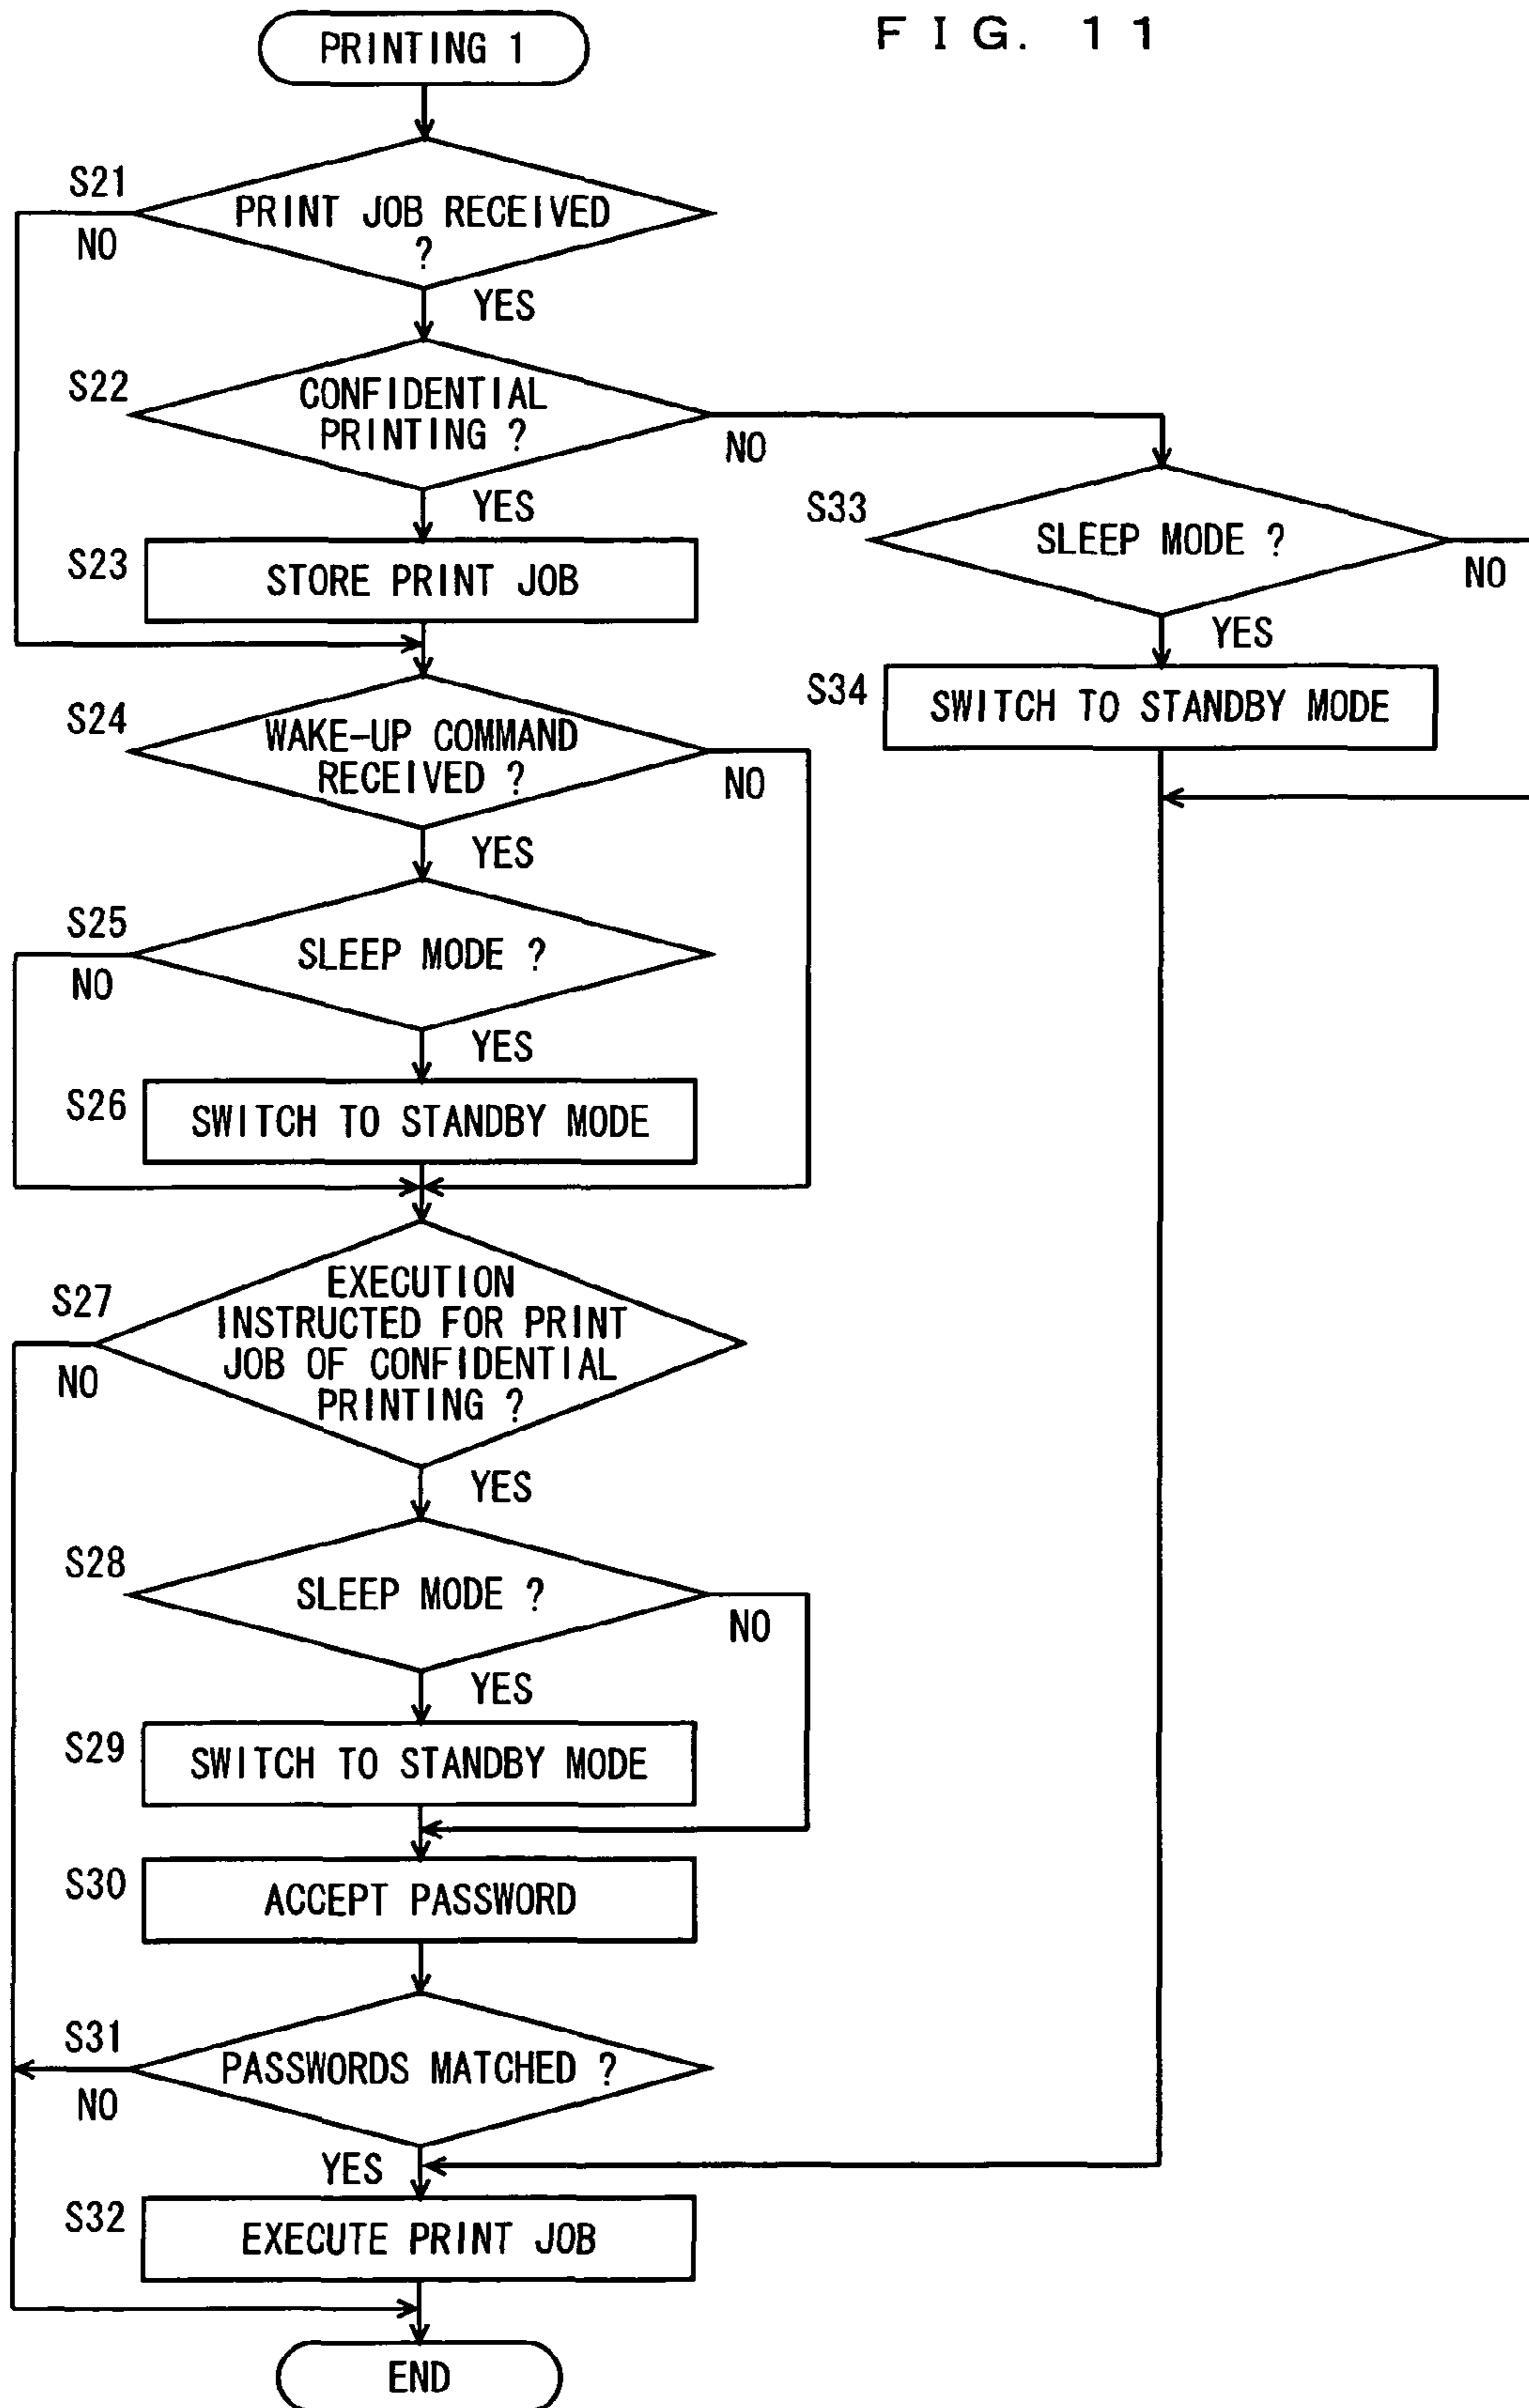 FIG. 11
PRINTING 1
S21
PRINT JOB RECEIVED
?
NO
YES
S22
CONFIDENTIAL
PRINTING ?
NO
YES
S23
STORE PRINT JOB
S33
SLEEP MODE ?
NO
YES
S34
SWITCH TO STANDBY MODE
S24
WAKE-UP COMMAND
RECEIVED ?
NO
YES
S25
SLEEP MODE ?
NO
YES
S26
SWITCH TO STANDBY MODE
S27
EXECUTION
INSTRUCTED FOR PRINT
JOB OF CONFIDENTIAL
PRINTING ?
NO
YES
S28
SLEEP MODE ?
NO
YES
S29
SWITCH TO STANDBY MODE
S30
ACCEPT PASSWORD
S31
PASSWORDS MATCHED ?
NO
YES
S32
EXECUTE PRINT JOB
END